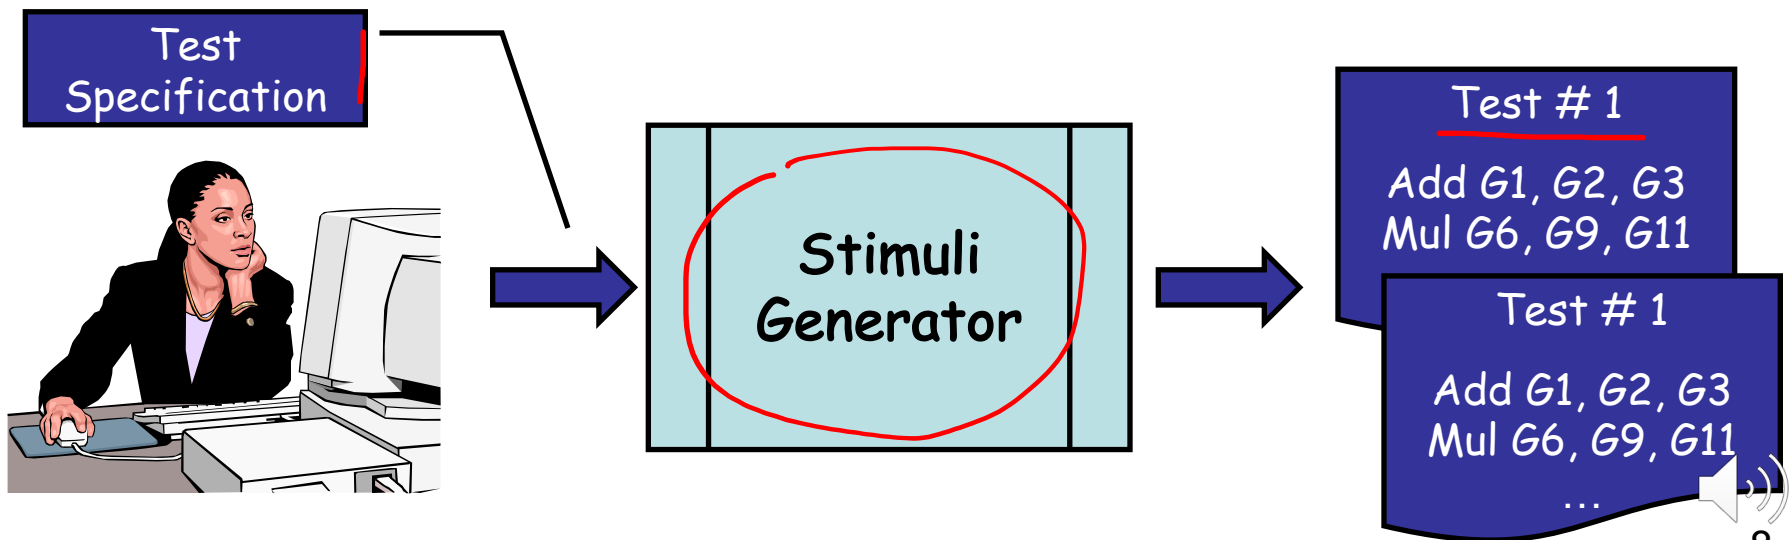 Test
Specification
Stimuli
Generator
Test # 1
Add G1, G2, G3
Mul G6, G9, G11
Test # 1
Add G1, G2, G3
Mul G6, G9, G11
...